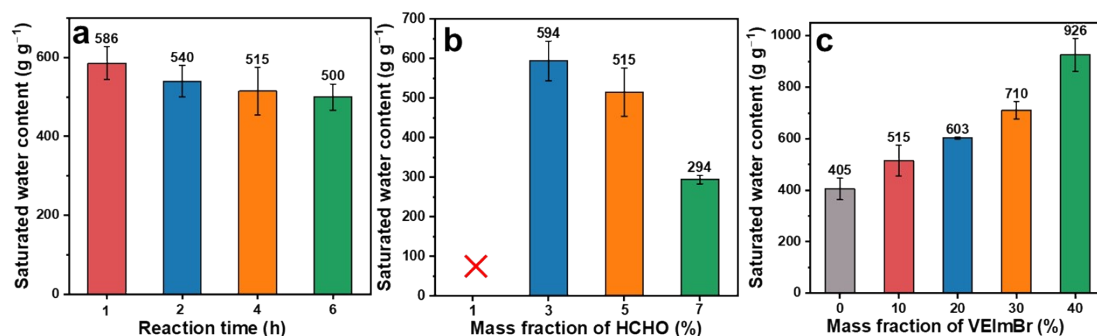 a
Saturated water content (g g⁻¹)
600
400
200
0
586
540
515
500
1 2 4 6
Reaction time (h)
b
Saturated water content (g g⁻¹)
700
600
500
400
300
200
100
0
594
515
294
1 3 5 7
Mass fraction of HCHO (%)
c
Saturated water content (g g⁻¹)
1000
800
600
400
200
0
405
515
603
710
926
0 10 20 30 40
Mass fraction of VEImBr (%)